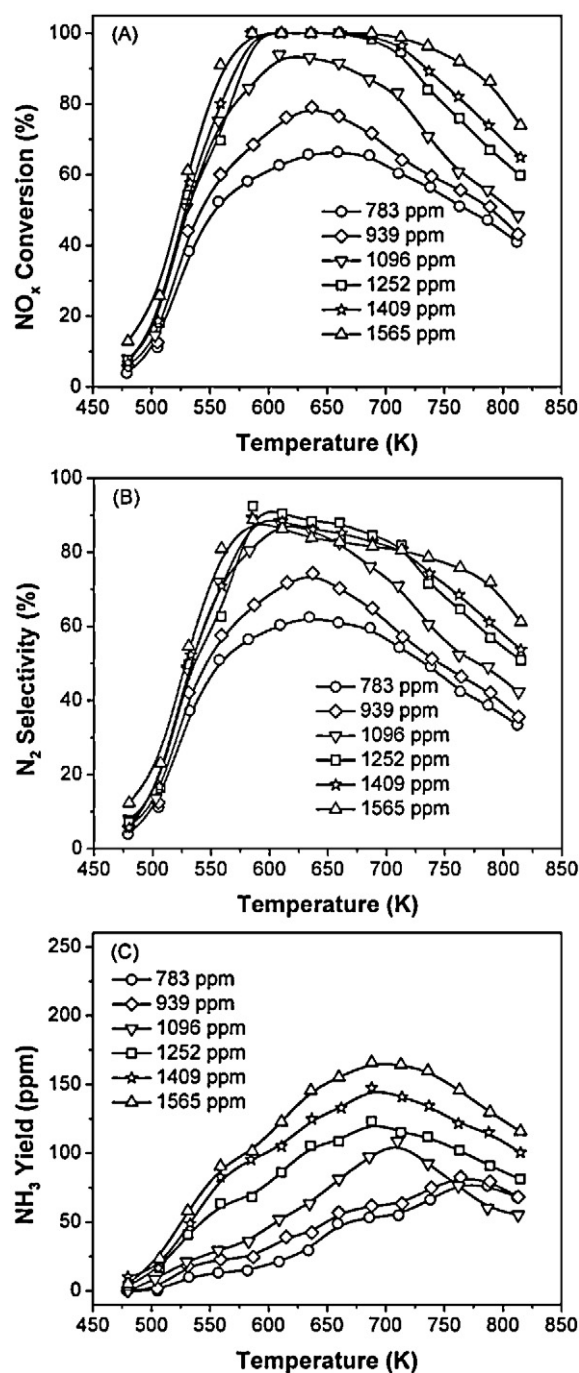 (A)
NOx Conversion (%)
100
80
60
40
20
0
783 ppm
939 ppm
1096 ppm
1252 ppm
1409 ppm
1565 ppm
450 500 550 600 650 700 750 800 850
Temperature (K)
(B)
N2 Selectivity (%)
100
80
60
40
20
0
783 ppm
939 ppm
1096 ppm
1252 ppm
1409 ppm
1565 ppm
450 500 550 600 650 700 750 800 850
Temperature (K)
(C)
NH3 Yield (ppm)
250
200
150
100
50
0
783 ppm
939 ppm
1096 ppm
1252 ppm
1409 ppm
1565 ppm
450 500 550 600 650 700 750 800 850
Temperature (K)